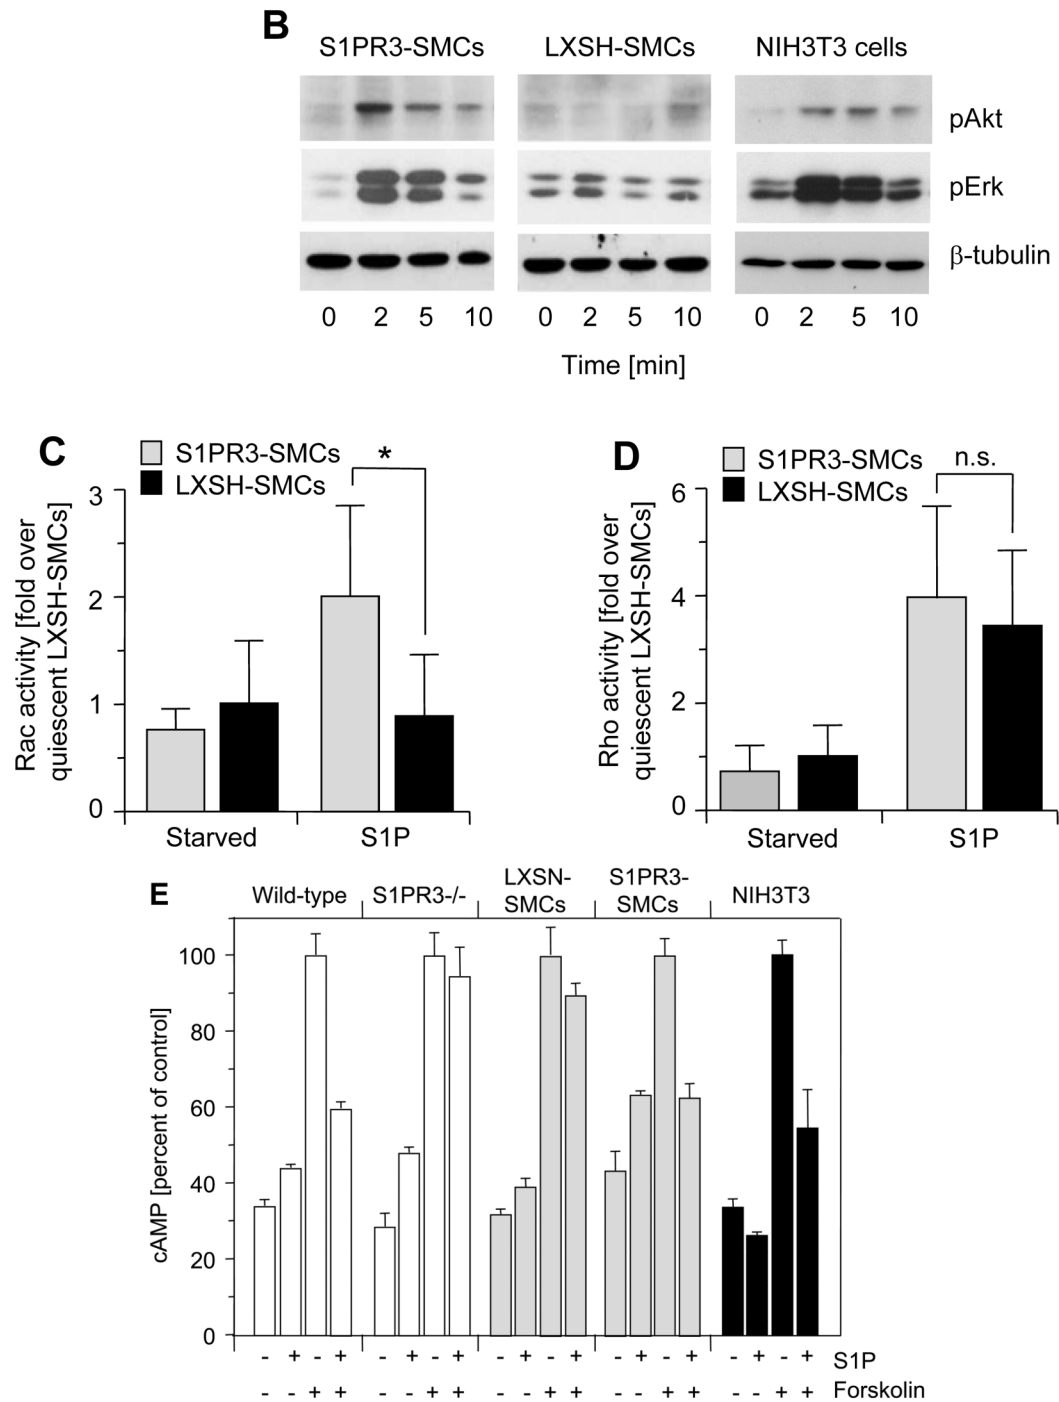 B
S1PR3-SMCs LXSH-SMCs NIH3T3 cells
pAkt
pErk
β-tubulin
0 2 5 10 0 2 5 10 0 2 5 10
Time [min]
C
S1PR3-SMCs
LXSH-SMCs
*
Rac activity [fold over
quiescent LXSH-SMCs]
3
2
1
0
Starved S1P
D
S1PR3-SMCs
LXSH-SMCs
n.s.
Rho activity [fold over
quiescent LXSH-SMCs]
6
4
2
0
Starved S1P
E
Wild-type S1PR3-/- LXSN-
SMCs S1PR3-
SMCs NIH3T3
cAMP [percent of control]
100
80
60
40
20
0
- + - + - + - + - + - + - + - + - + - + S1P
- - + + - - + + - - + + - - + + - - + + Forskolin